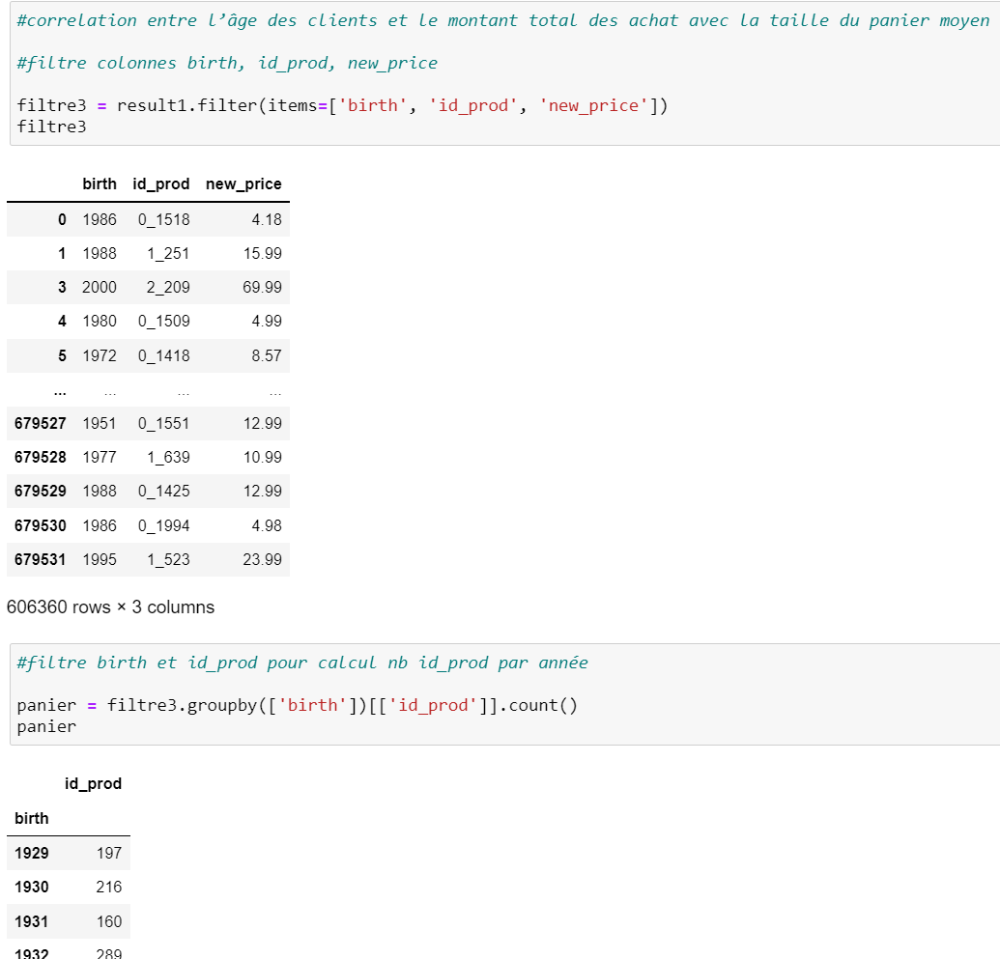 #correlation entre l’âge des clients et le montant total des achat avec la taille du panier moyen
#filtre colonnes birth, id_prod, new_price
filtre3 = result1.filter(items=['birth', 'id_prod', 'new_price'])
filtre3
birth id_prod new_price
0 1986 0_1518 4.18
1 1988 1_251 15.99
3 2000 2_209 69.99
4 1980 0_1509 4.99
5 1972 0_1418 8.57
... ... ... ...
679527 1951 0_1551 12.99
679528 1977 1_639 10.99
679529 1988 0_1425 12.99
679530 1986 0_1994 4.98
679531 1995 1_523 23.99
606360 rows × 3 columns
#filtre birth et id_prod pour calcul nb id_prod par année
panier = filtre3.groupby(['birth'])[['id_prod']].count()
panier
id_prod
birth
1929 197
1930 216
1931 160
1932 289